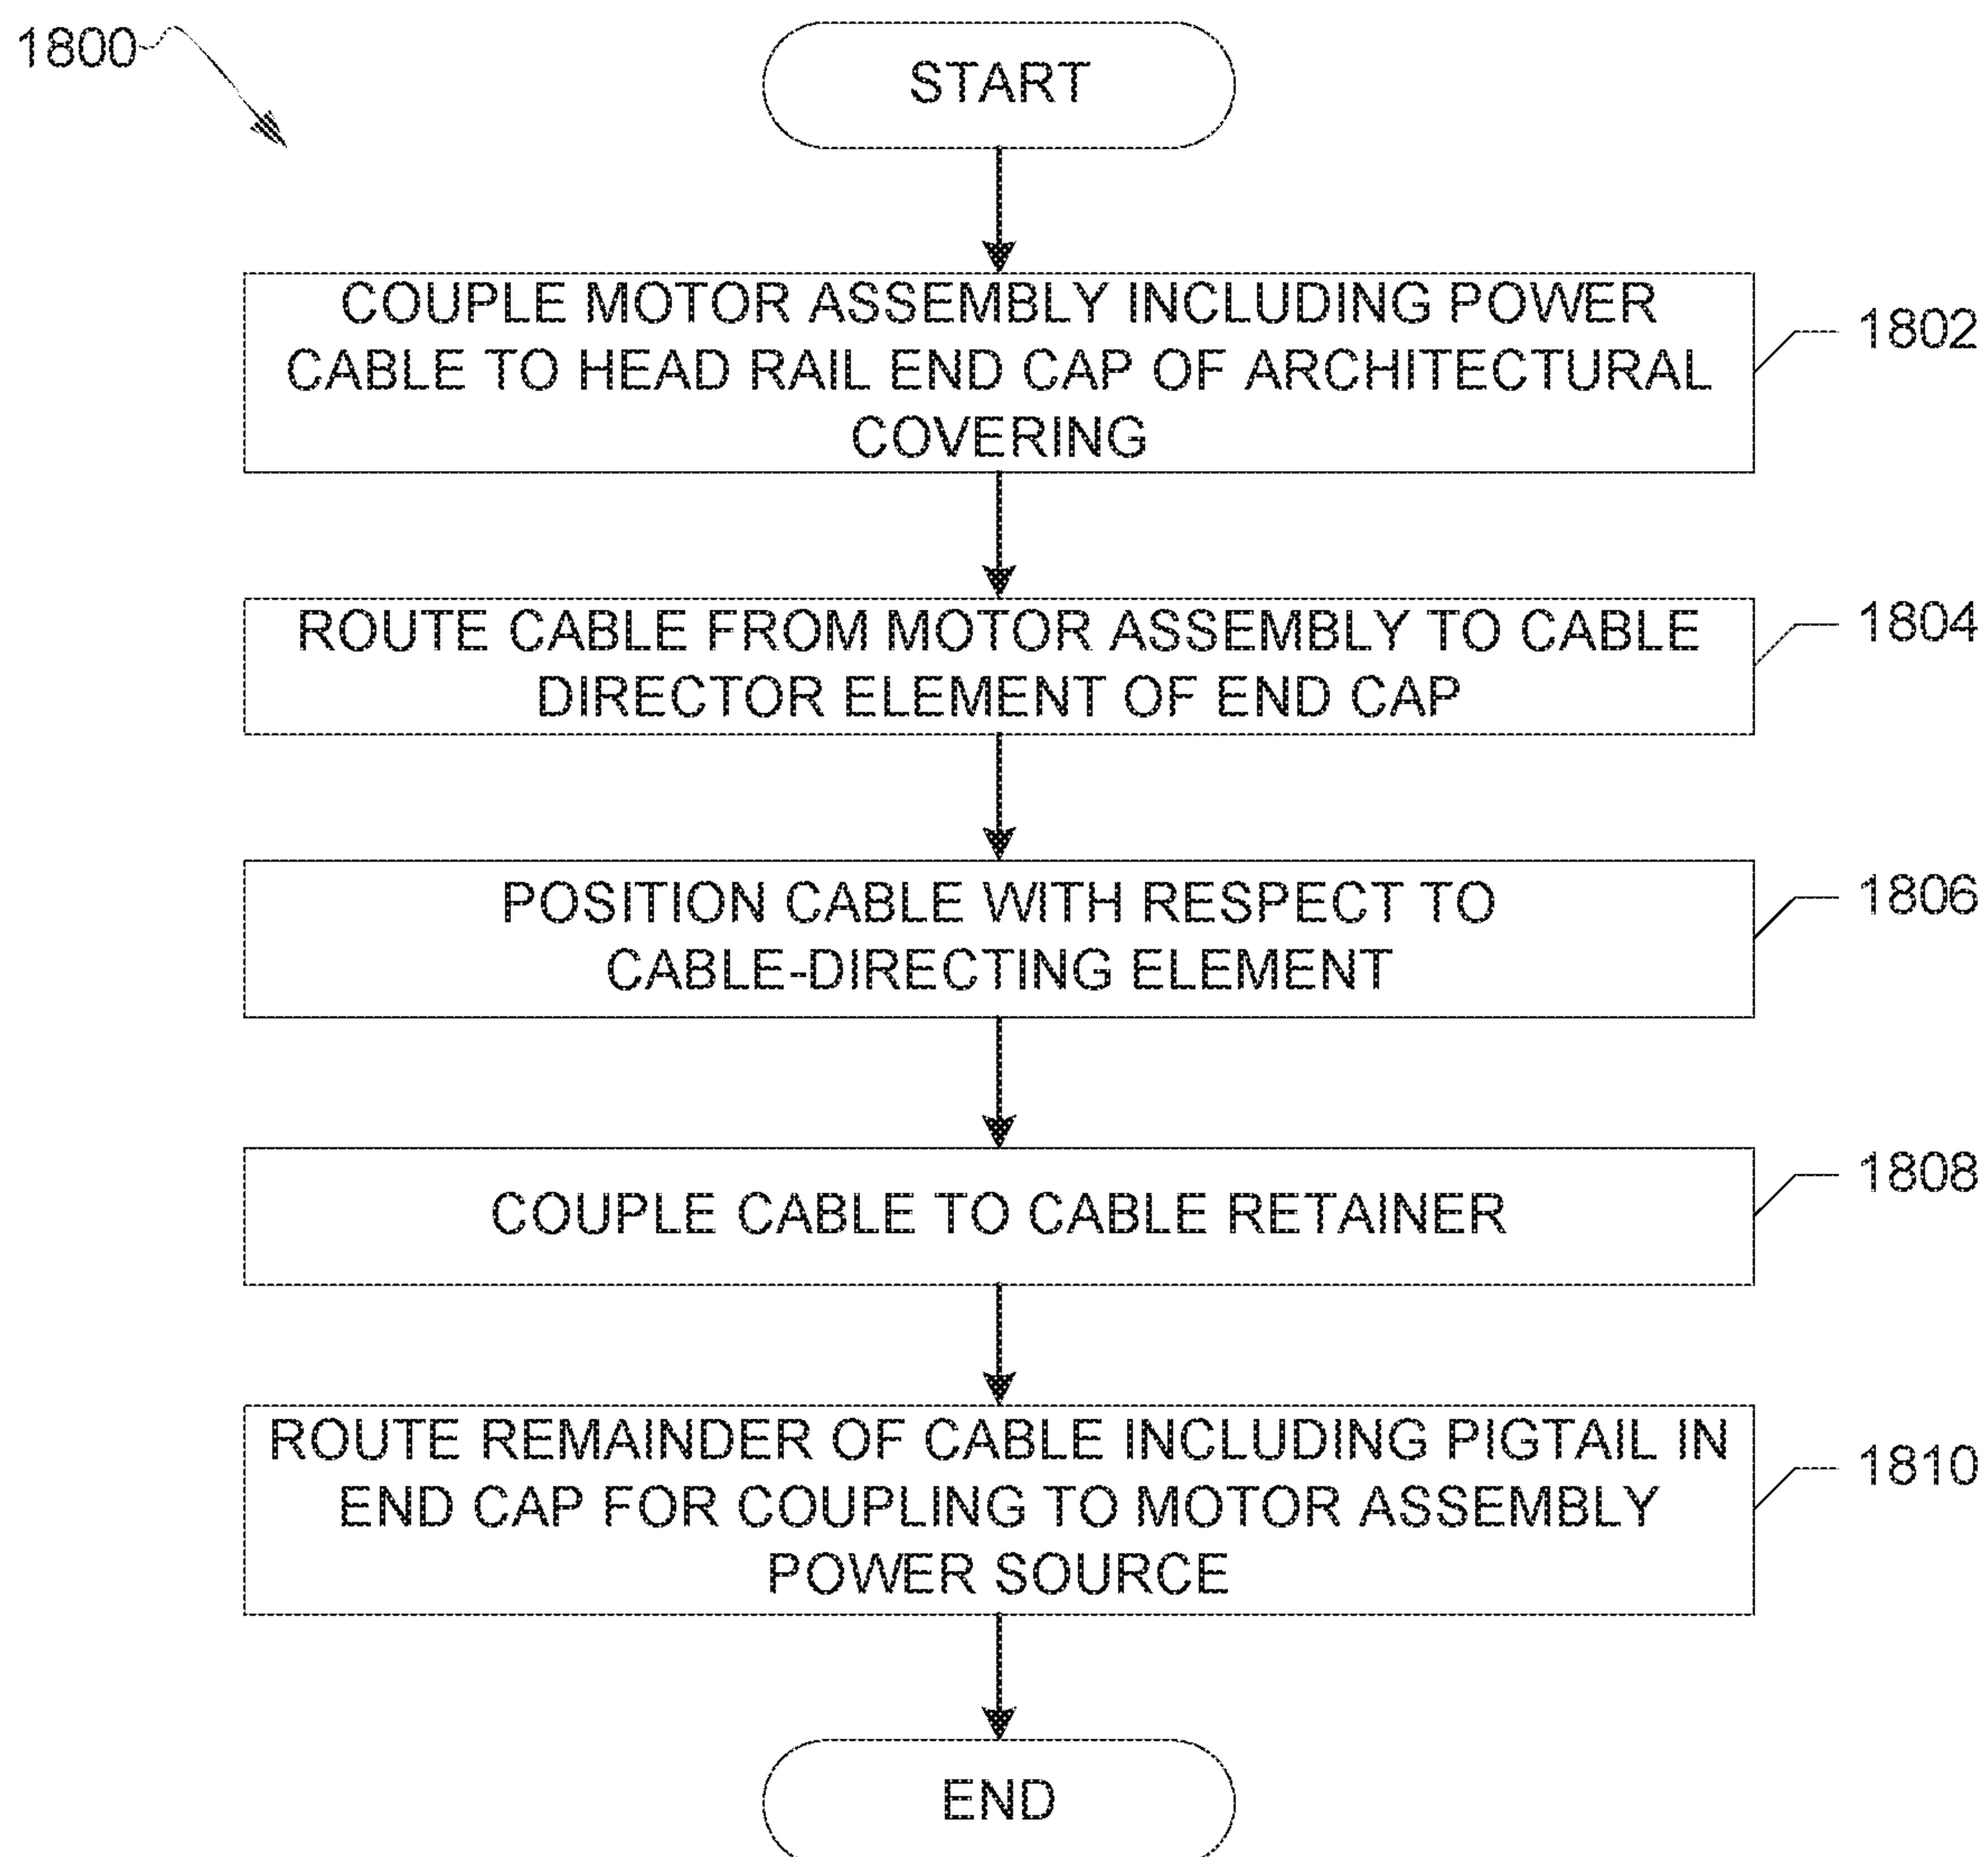 1800
START
COUPLE MOTOR ASSEMBLY INCLUDING POWER
CABLE TO HEAD RAIL END CAP OF ARCHITECTURAL
COVERING
1802
ROUTE CABLE FROM MOTOR ASSEMBLY TO CABLE
DIRECTOR ELEMENT OF END CAP
1804
POSITION CABLE WITH RESPECT TO
CABLE-DIRECTING ELEMENT
1806
COUPLE CABLE TO CABLE RETAINER
1808
ROUTE REMAINDER OF CABLE INCLUDING PIGTAIL IN
END CAP FOR COUPLING TO MOTOR ASSEMBLY
POWER SOURCE
1810
END